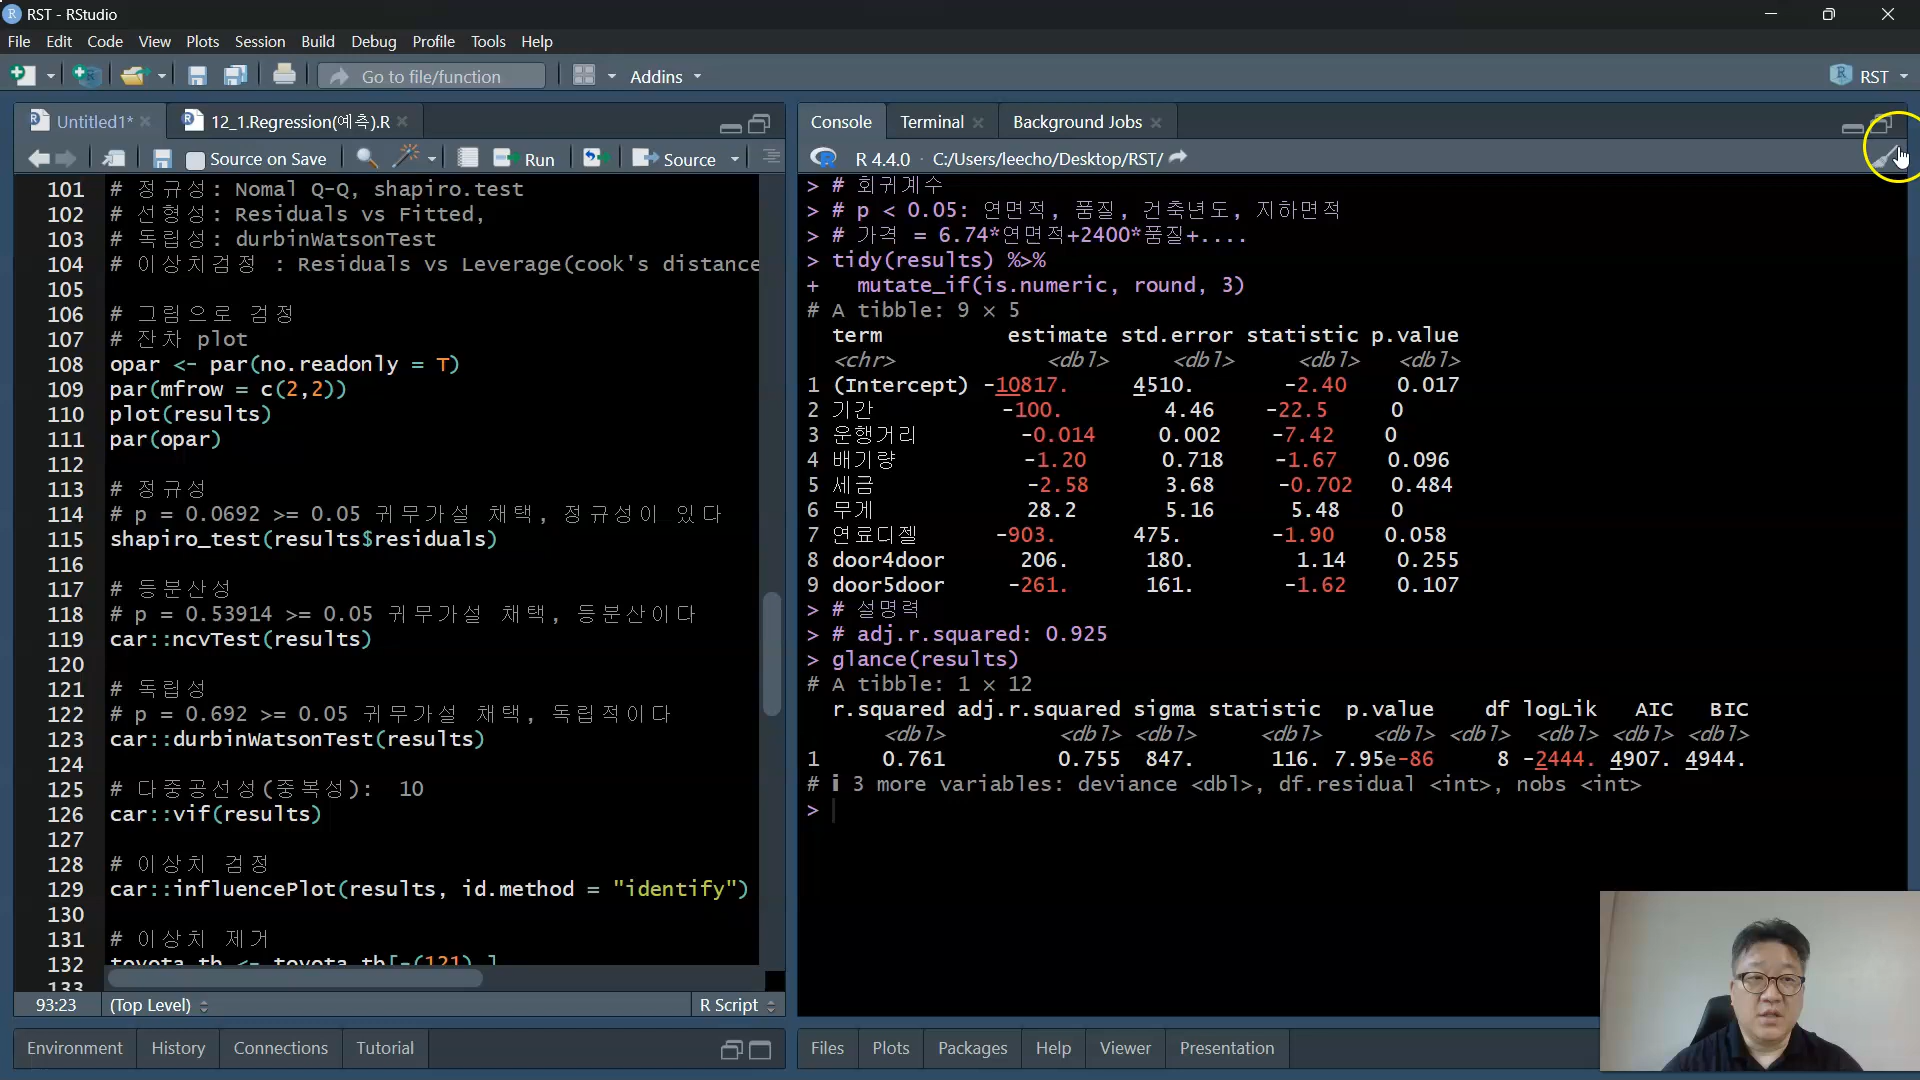 RST - RStudio
File Edit Code View Plots Session Build Debug Profile Tools Help
Go to file/function Addins RST
Untitled1* 12_1.Regression(예측).R
Source on Save Run Source
101 # 정규성: Nomal Q-Q, shapiro.test
102 # 선형성: Residuals vs Fitted,
103 # 독립성: durbinWatsonTest
104 # 이상치검정 : Residuals vs Leverage(cook's distance
105
106 # 그림으로 검정
107 # 잔차 plot
108 opar <- par(no.readonly = T)
109 par(mfrow = c(2,2))
110 plot(results)
111 par(opar)
112
113 # 정규성
114 # p = 0.0692 >= 0.05 귀무가설 채택, 정규성이 있다
115 shapiro_test(results$residuals)
116
117 # 등분산성
118 # p = 0.53914 >= 0.05 귀무가설 채택, 등분산이다
119 car::ncvTest(results)
120
121 # 독립성
122 # p = 0.692 >= 0.05 귀무가설 채택, 독립적이다
123 car::durbinWatsonTest(results)
124
125 # 다중공선성(중복성): 10
126 car::vif(results)
127
128 # 이상치 검정
129 car::influencePlot(results, id.method = "identify")
130
131 # 이상치 제거
132 toyota_tb <- toyota_tb[-(121),]
133
93:23 (Top Level) R Script
Environment History Connections Tutorial
Console Terminal Background Jobs
R 4.4.0 · C:/Users/leecho/Desktop/RST/
> # 회귀계수
> # p < 0.05: 연면적, 품질, 건축년도, 지하면적
> # 가격 = 6.74*연면적+2400*품질+....
> tidy(results) %>%
+ mutate_if(is.numeric, round, 3)
# A tibble: 9 × 5
term estimate std.error statistic p.value
<chr> <dbl> <dbl> <dbl> <dbl>
1 (Intercept) -10817. 4510. -2.40 0.017
2 기간 -100. 4.46 -22.5 0
3 운행거리 -0.014 0.002 -7.42 0
4 배기량 -1.20 0.718 -1.67 0.096
5 세금 -2.58 3.68 -0.702 0.484
6 무게 28.2 5.16 5.48 0
7 연료디젤 -903. 475. -1.90 0.058
8 door4door 206. 180. 1.14 0.255
9 door5door -261. 161. -1.62 0.107
> # 설명력
> # adj.r.squared: 0.925
> glance(results)
# A tibble: 1 × 12
r.squared adj.r.squared sigma statistic p.value df logLik AIC BIC
<dbl> <dbl> <dbl> <dbl> <dbl> <dbl> <dbl> <dbl> <dbl>
1 0.761 0.755 847. 116. 7.95e-86 8 -2444. 4907. 4944.
# ℹ 3 more variables: deviance <dbl>, df.residual <int>, nobs <int>
>
Files Plots Packages Help Viewer Presentation